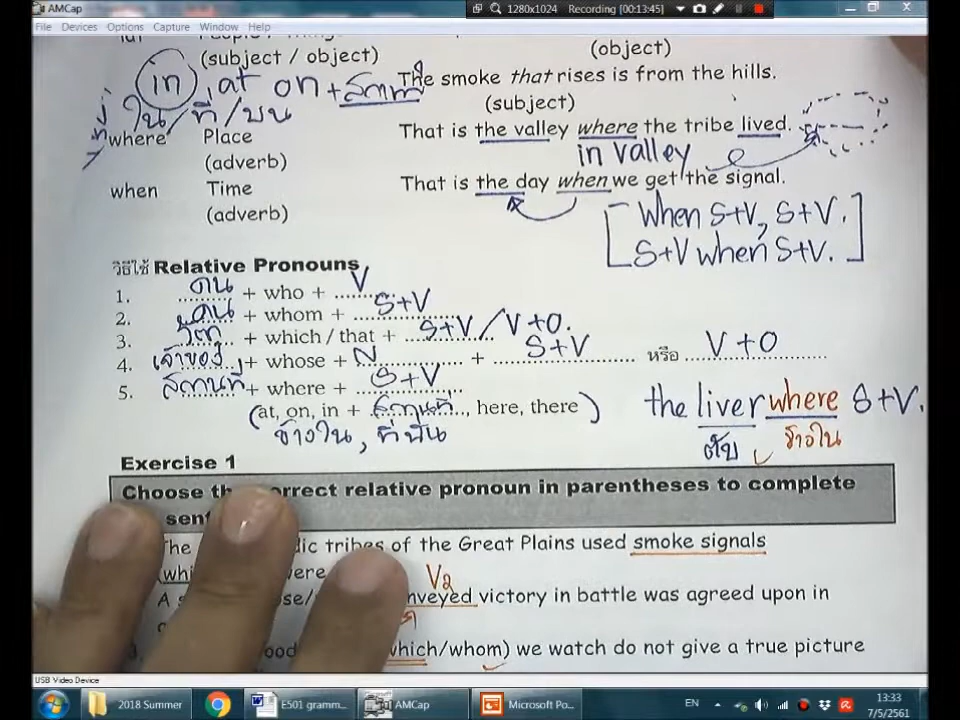 AMCap
1280x1024 Recording [00:13:45]
File Devices Options Capture Window Help
(subject / object) (object)
in, at on + สถานที่ The smoke that rises is from the hills.
(subject)
ใน/ที่/บน
where Place That is the valley where the tribe lived.
(adverb) in valley
when Time That is the day when we get the signal.
(adverb)
When S+V, S+V.
S+V when S+V.
วิธีใช้ Relative Pronouns
1. คน + who + V
2. คน + whom + S+V
3. + which / that + S+V / V+O.
4. เจ้าของ + whose + N + S+V หรือ V+O
5. สถานที่ + where + S+V
(at, on, in + สถานที่, here, there) the liver where S+V.
ข้างใน, ที่นั่น ตับ ข้างใน
Exercise 1
Choose the correct relative pronoun in parentheses to complete
The tribes of the Great Plains used smoke signals
were V2
A victory in battle was agreed upon in
which/whom) we watch do not give a true picture
USB Video Device
2018 Summer E501 gramm... AMCap Microsoft Po... EN 13:33
7/5/2561